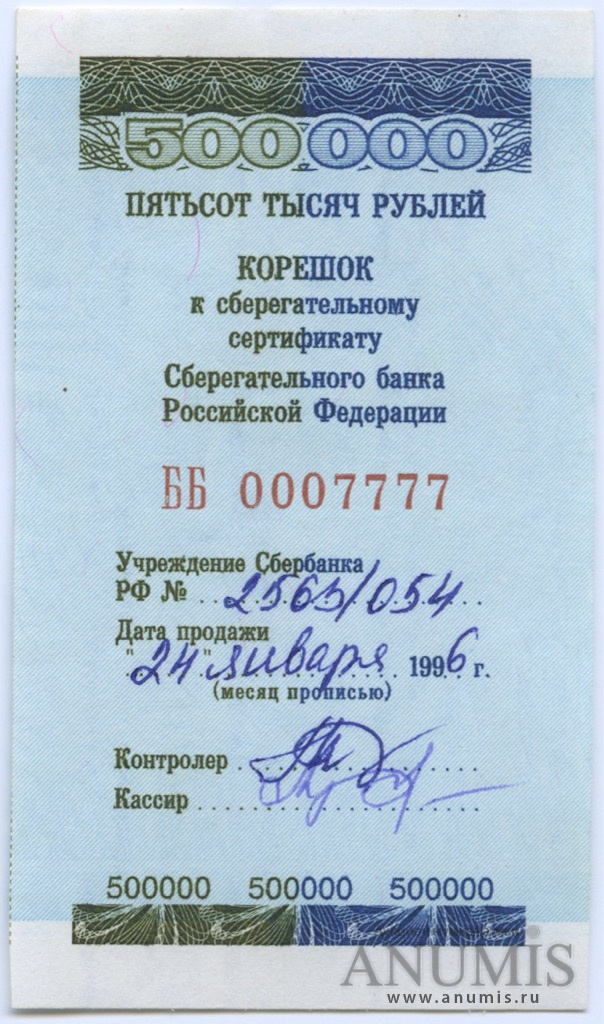 500 000
ПЯТЬСОТ ТЫСЯЧ РУБЛЕЙ
КОРЕШОК
к сберегательному
сертификату
Сберегательного банка
Российской Федерации
ББ 0007777
Учреждение Сбербанка
РФ № 2563/054
Дата продажи
"24" января 1996 г.
(месяц прописью)
Контролер
Кассир
500000 500000 500000
ANUMIS
www.anumis.ru